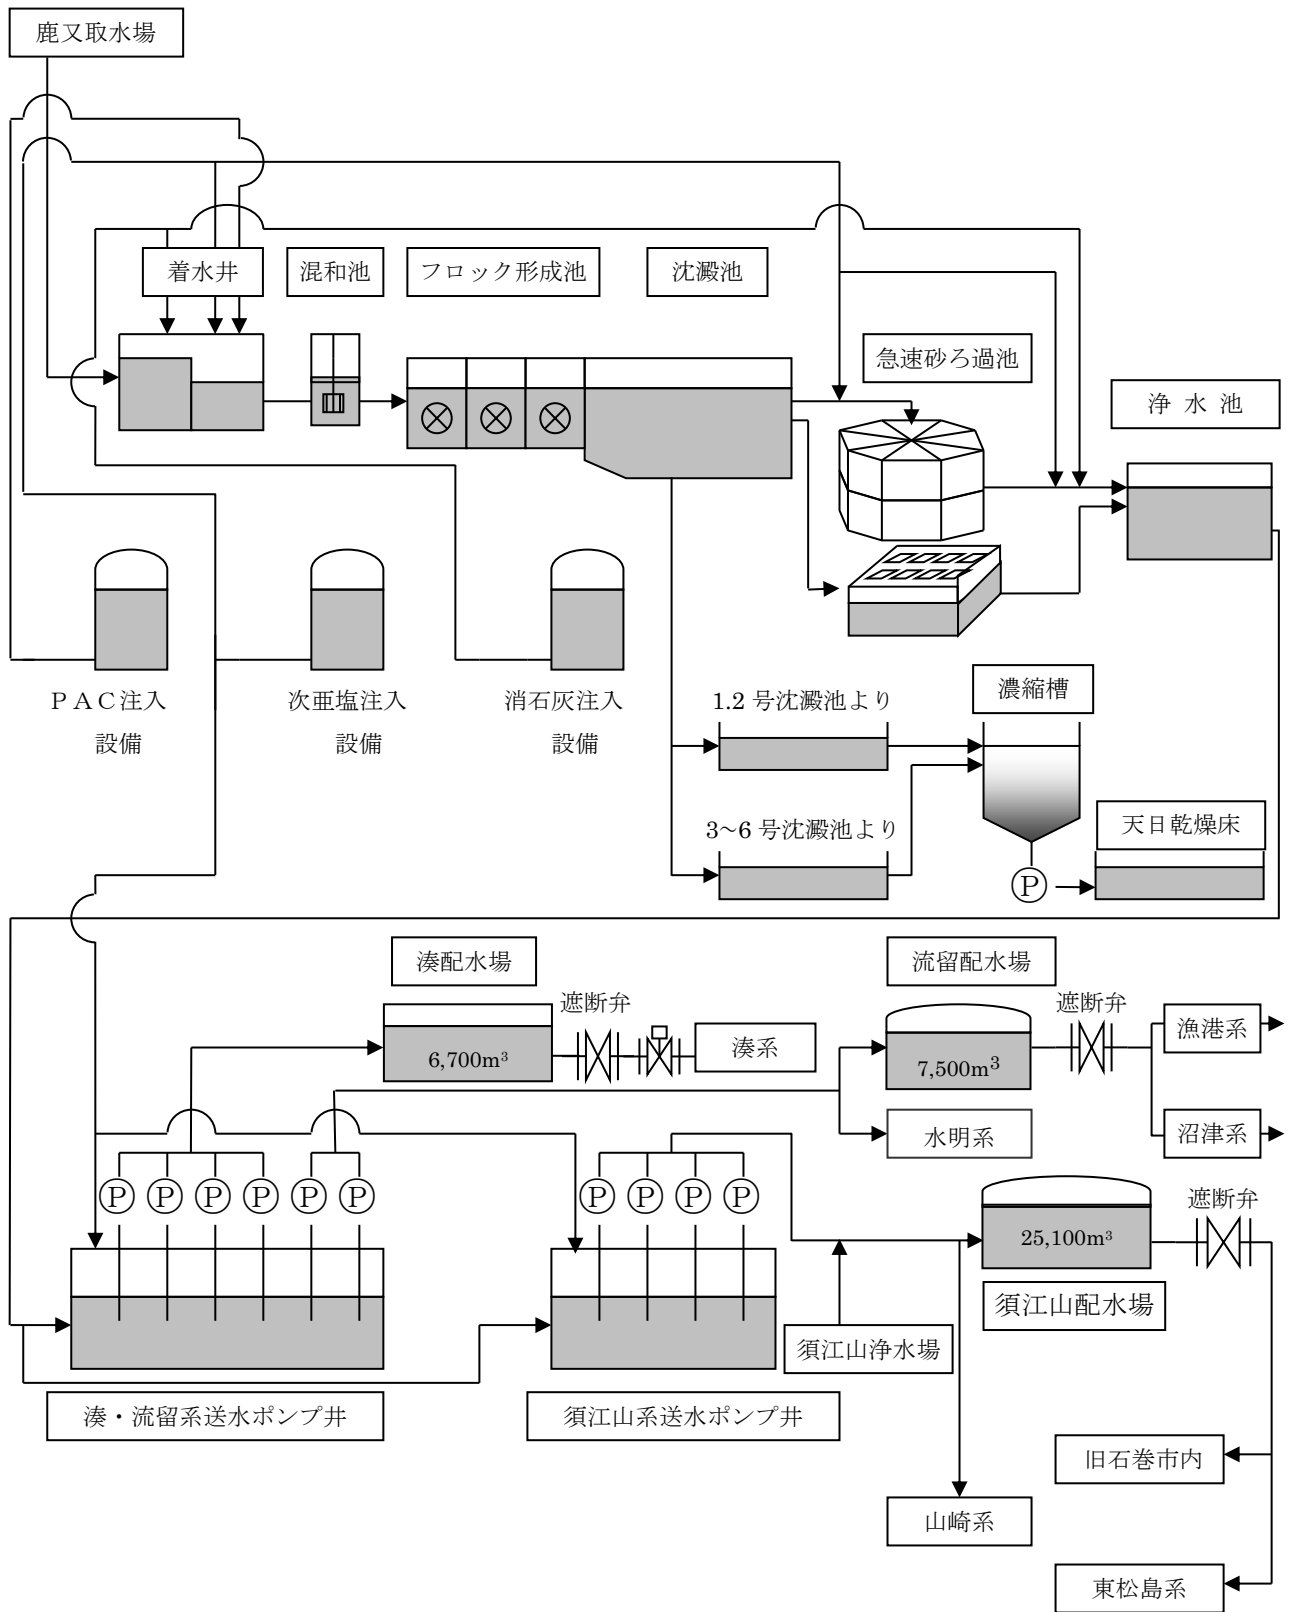 鹿又取水場
着水井
混和池
フロック形成池
沈澱池
急速砂ろ過池
浄 水 池
ＰＡＣ注入
設備
次亜塩注入
設備
消石灰注入
設備
1.2 号沈澱池より
濃縮槽
3~6 号沈澱池より
天日乾燥床
P
湊配水場
流留配水場
遮断弁
遮断弁
漁港系
6,700m³
湊系
7,500m³
水明系
沼津系
P P P P P P
P P P P
遮断弁
25,100m³
須江山配水場
須江山浄水場
湊・流留系送水ポンプ井
須江山系送水ポンプ井
旧石巻市内
山崎系
東松島系